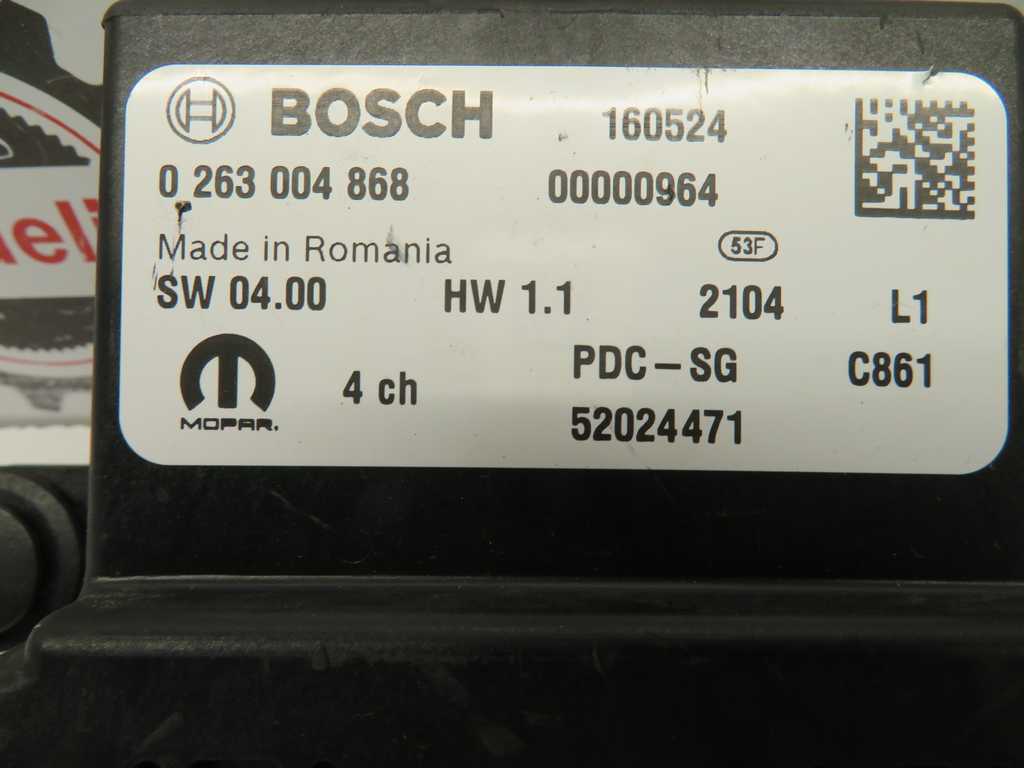 BOSCH 160524
0 263 004 868 00000964
Made in Romania 53F
SW 04.00 HW 1.1 2104 L1
4 ch PDC-SG C861
MOPAR. 52024471